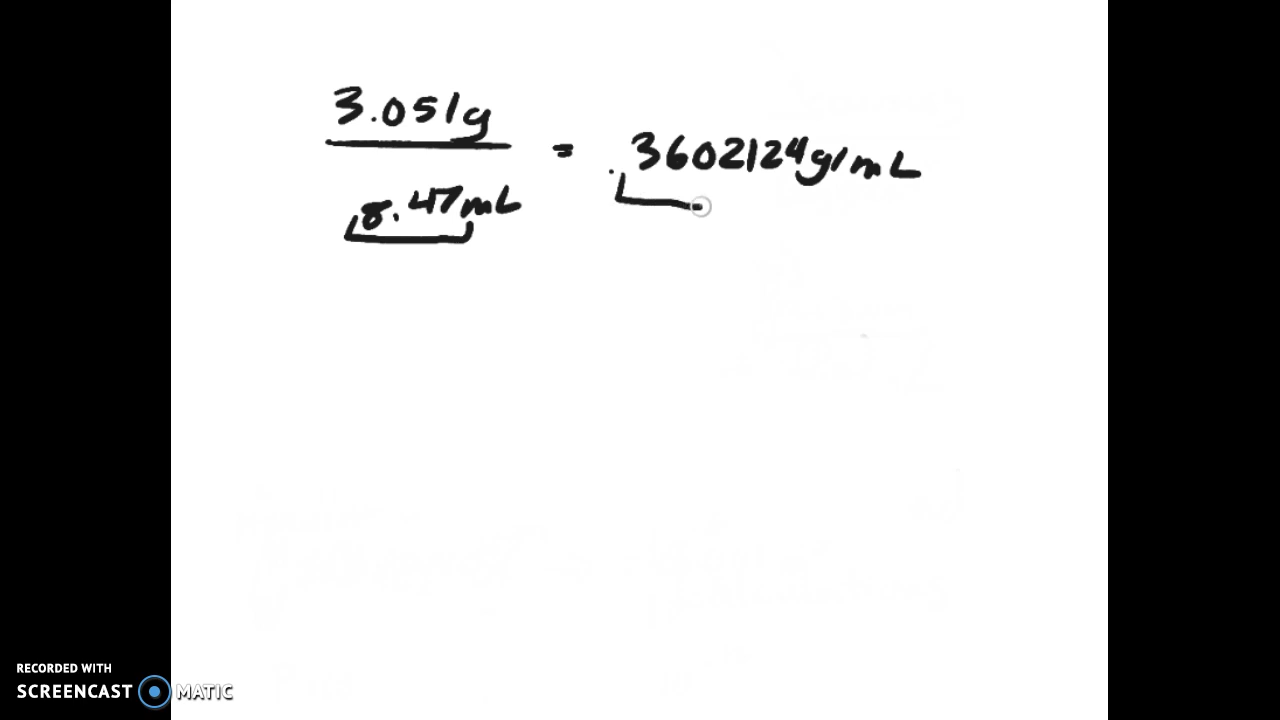 3.051g
= .3602124g/mL
8.47mL
RECORDED WITH
SCREENCAST MATIC